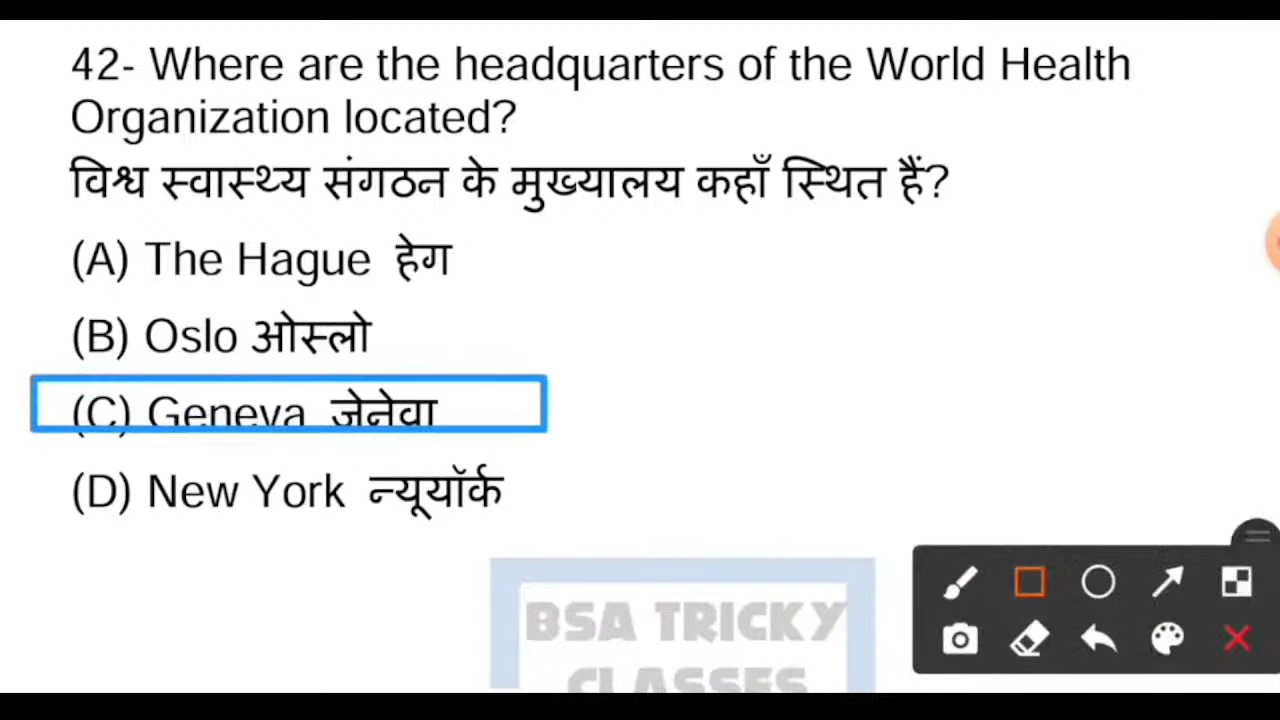 42- Where are the headquarters of the World Health
Organization located?
विश्व स्वास्थ्य संगठन के मुख्यालय कहाँ स्थित हैं?
(A) The Hague हेग
(B) Oslo ओस्लो
(C) Geneva जेनेवा
(D) New York न्यूयॉर्क
BSA TRICKY
CLASSES